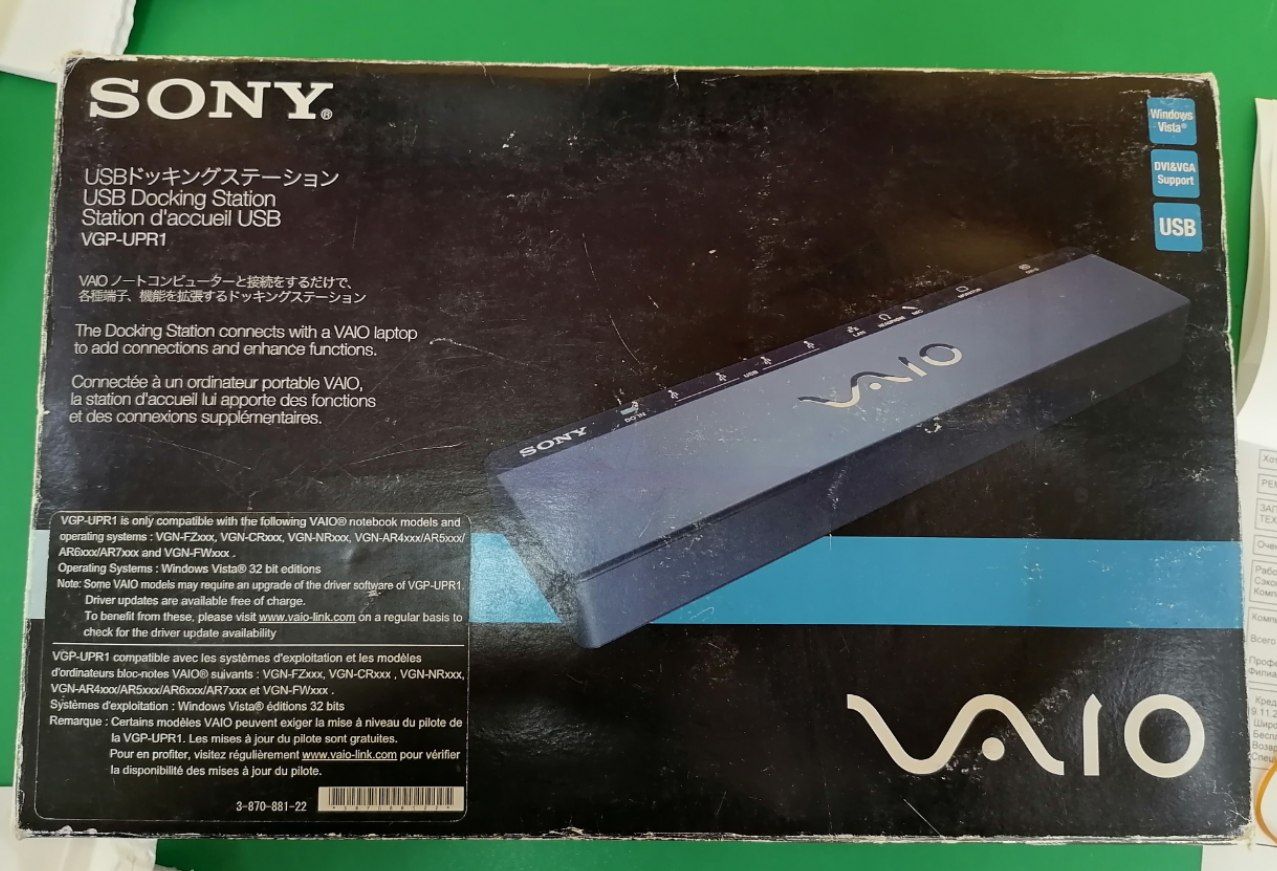 SONY®
USBドッキングステーション
USB Docking Station
Station d'accueil USB
VGP-UPR1
VAIO ノートコンピューターと接続をするだけで、
各種端子、機能を拡張するドッキングステーション
The Docking Station connects with a VAIO laptop
to add connections and enhance functions.
Connectée à un ordinateur portable VAIO,
la station d'accueil lui apporte des fonctions
et des connexions supplémentaires.
Windows
Vista®
DVI&VGA
Support
USB
SONY
DC IN
USB
LAN
HEADPHONE
MIC
MONITOR
VAIO
VGP-UPR1 is only compatible with the following VAIO® notebook models and
operating systems : VGN-FZxxx, VGN-CRxxx, VGN-NRxxx, VGN-AR4xxx/AR5xxx/
AR6xxx/AR7xxx and VGN-FWxxx .
Operating Systems : Windows Vista® 32 bit editions
Note: Some VAIO models may require an upgrade of the driver software of VGP-UPR1.
Driver updates are available free of charge.
To benefit from these, please visit www.vaio-link.com on a regular basis to
check for the driver update availability
VGP-UPR1 compatible avec les systèmes d'exploitation et les modèles
d'ordinateurs bloc-notes VAIO® suivants : VGN-FZxxx, VGN-CRxxx , VGN-NRxxx,
VGN-AR4xxx/AR5xxx/AR6xxx/AR7xxx et VGN-FWxxx .
Systèmes d'exploitation : Windows Vista® éditions 32 bits
Remarque : Certains modèles VAIO peuvent exiger la mise à niveau du pilote de
la VGP-UPR1. Les mises à jour du pilote sont gratuites.
Pour en profiter, visitez régulièrement www.vaio-link.com pour vérifier
la disponibilité des mises à jour du pilote.
3-870-881-22
VAIO